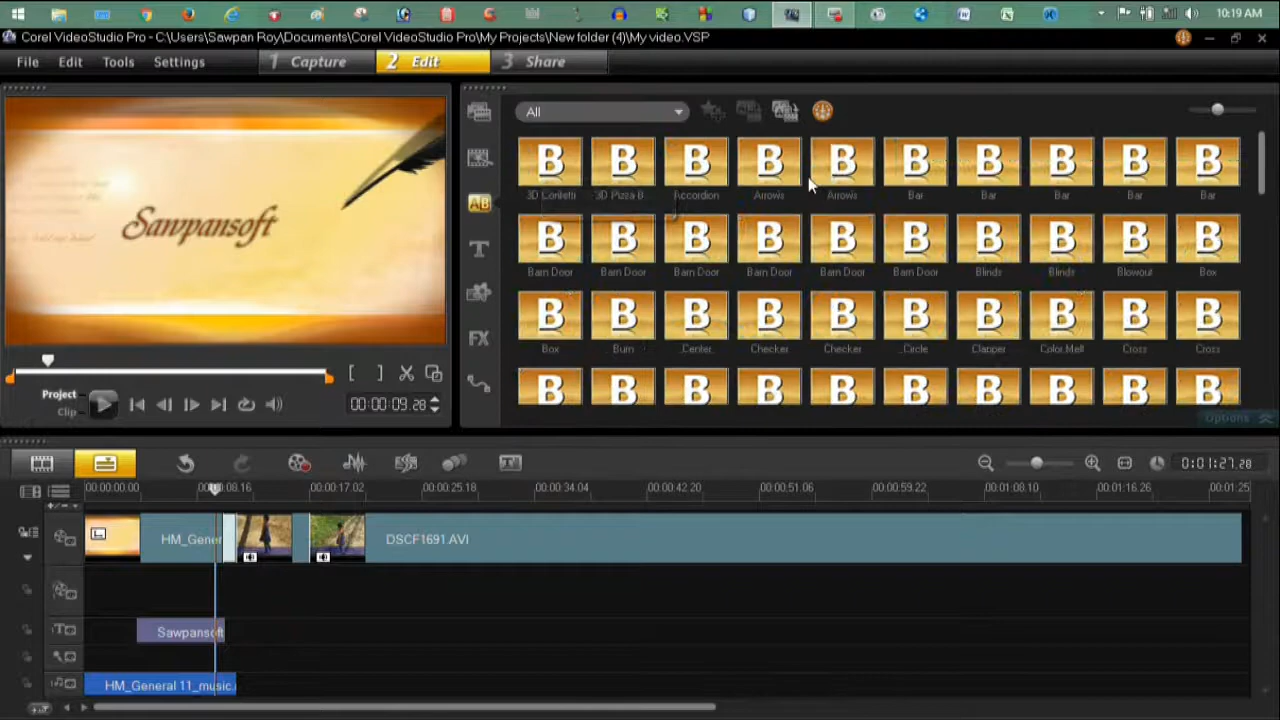 10:19 AM
Corel VideoStudio Pro - C:\Users\Sawpan Roy\Documents\Corel VideoStudio Pro\My Projects\New folder (4)\My video.VSP
File Edit Tools Settings 1 Capture 2 Edit 3 Share
All
Sawpansoft
B B B B B B B B B B
3D Confetti 3D Pizza B Accordion Arrows Arrows Bar Bar Bar Bar Bar
B B B B B B B B B B
Barn Door Barn Door Barn Door Barn Door Barn Door Barn Door Blinds Blinds Blowout Box
B B B B B B B B B B
Box Burn Center Checker Checker Circle Clapper Color Melt Cross Cross
B B B B B B B B B B
AB
T
FX
Project
Clip
[ ]
00:00:09.28
Options
0:01:27.28
00:00:00.00 00:00:08.16 00:00:17.02 00:00:25.18 00:00:34.04 00:00:42.20 00:00:51.06 00:00:59.22 00:01:08.10 00:01:16.26 00:01:25
HM_Gener DSCF1691.AVI
Sawpansoft
HM_General 11_music.